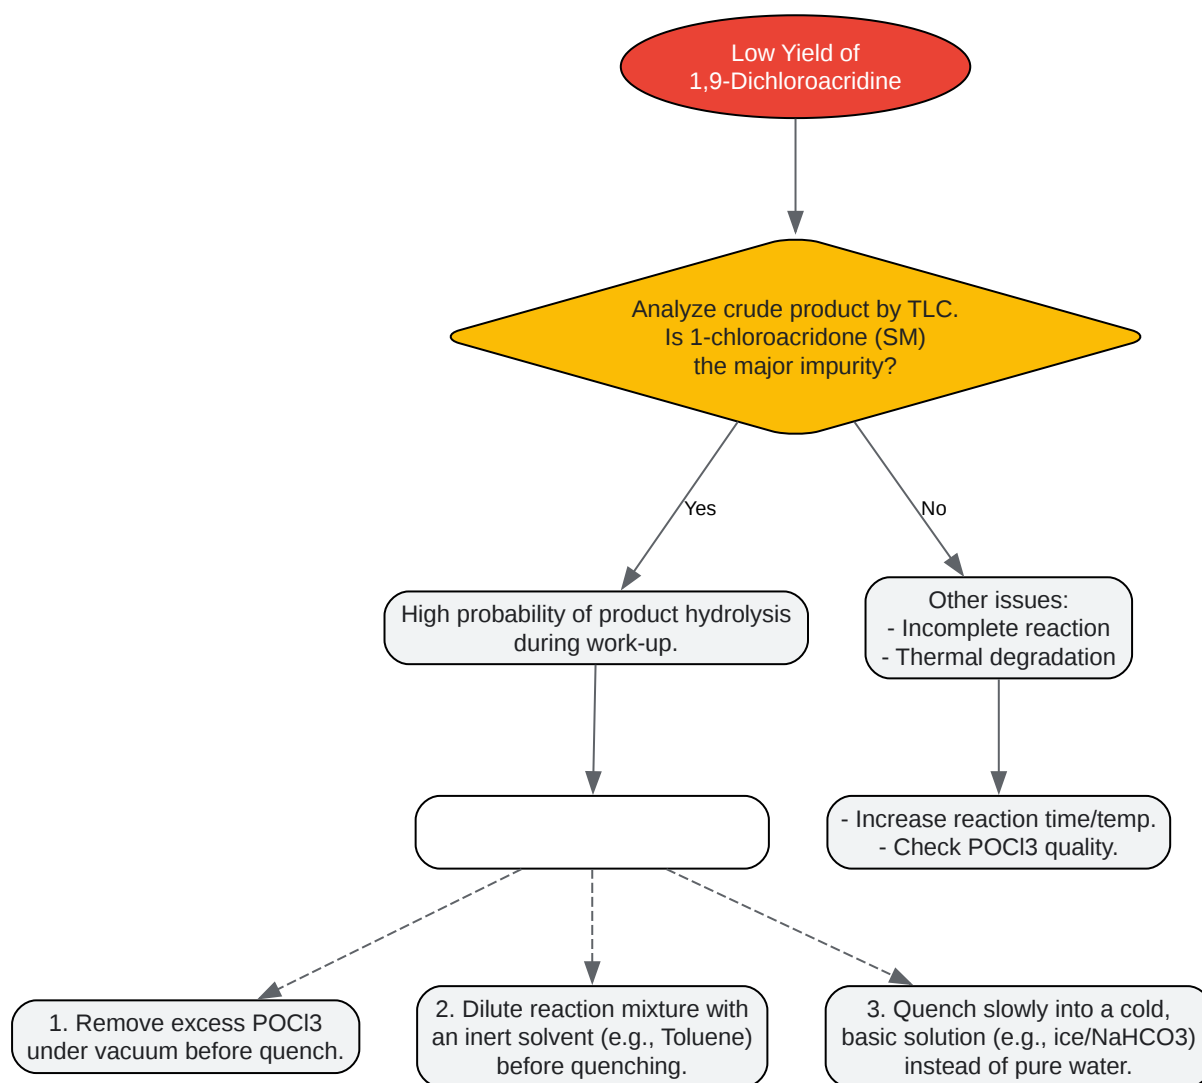 Low Yield of
1,9-Dichloroacridine
Analyze crude product by TLC.
Is 1-chloroacridone (SM)
the major impurity?
Yes
No
High probability of product hydrolysis
during work-up.
Other issues:
- Incomplete reaction
- Thermal degradation
- Increase reaction time/temp.
- Check POCl3 quality.
1. Remove excess POCl3
under vacuum before quench.
2. Dilute reaction mixture with
an inert solvent (e.g., Toluene)
before quenching.
3. Quench slowly into a cold,
basic solution (e.g., ice/NaHCO3)
instead of pure water.